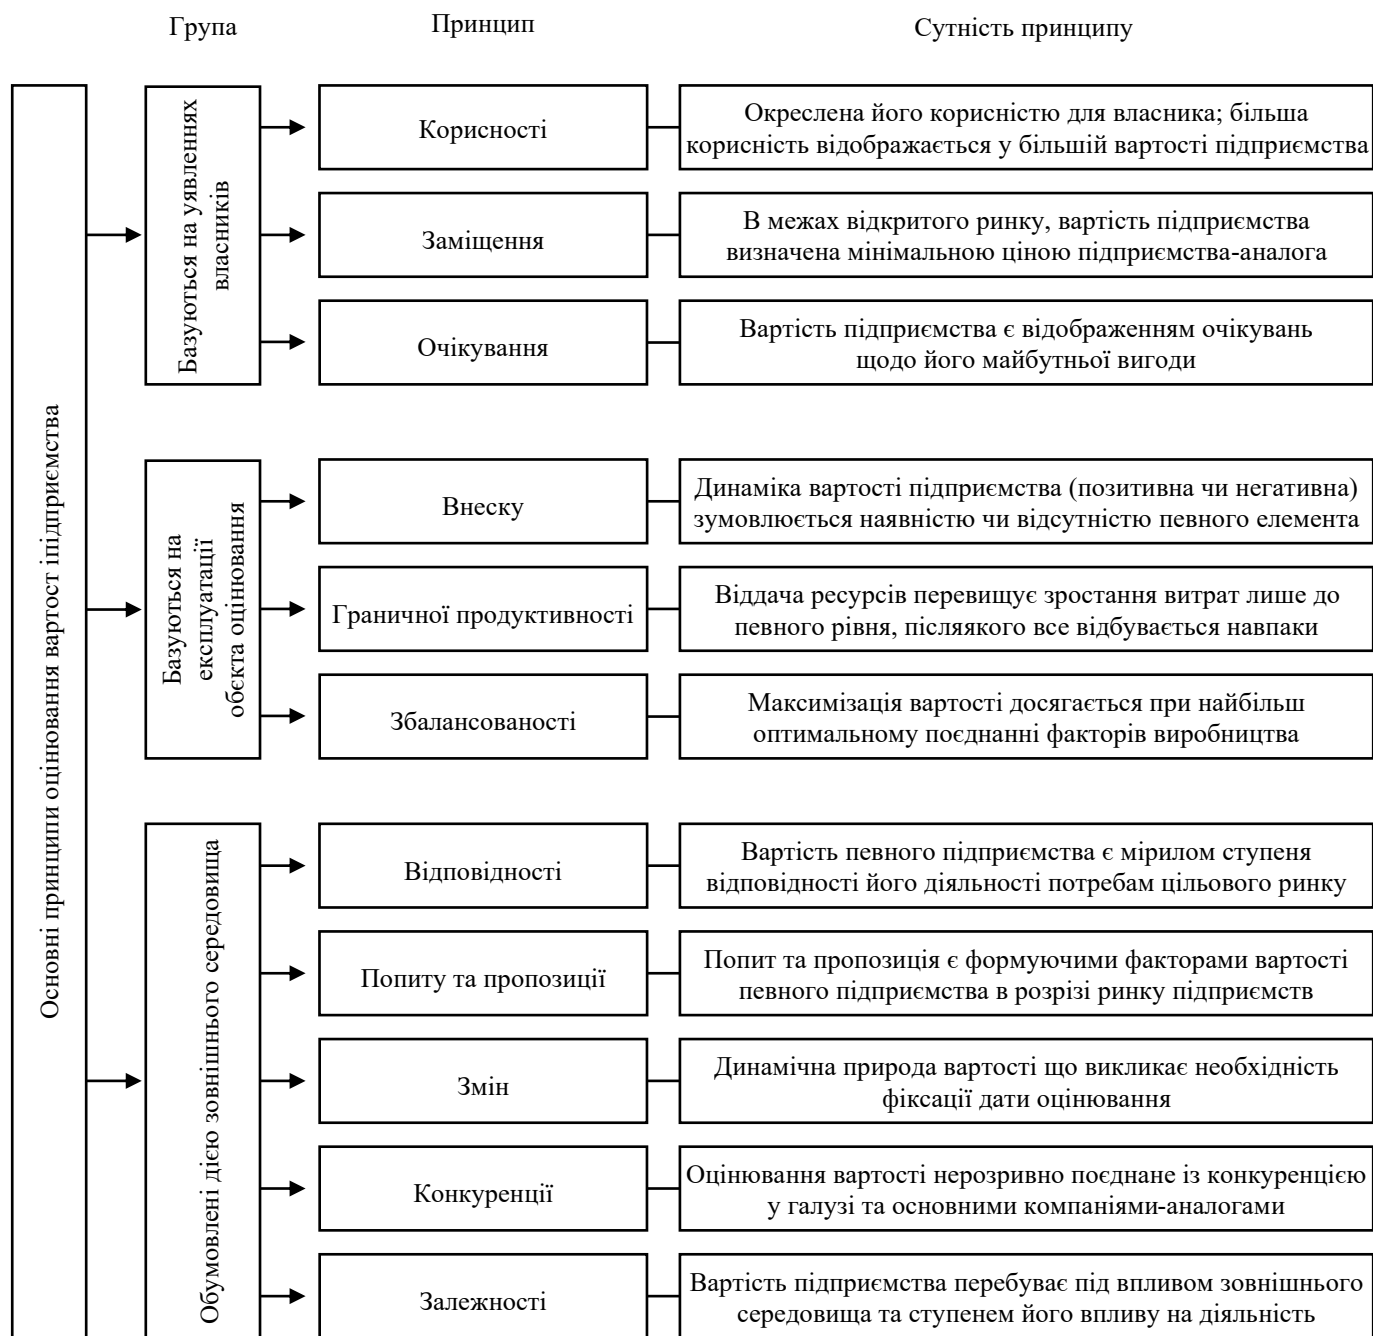 Група
Принцип
Сутність принципу
Основні принципи оцінювання вартост іпідприємства
Базуються на уявленнях
власників
Корисності
Окреслена його корисністю для власника; більша
корисність відображається у більшій вартості підприємства
Заміщення
В межах відкритого ринку, вартість підприємства
визначена мінімальною ціною підприємства-аналога
Очікування
Вартість підприємства є відображенням очікувань
щодо його майбутньої вигоди
Базуються на
експлуатації
обєкта оцінювання
Внеску
Динаміка вартості підприємства (позитивна чи негативна)
зумовлюється наявністю чи відсутністю певного елемента
Граничної продуктивності
Віддача ресурсів перевищує зростання витрат лише до
певного рівня, післяякого все відбувається навпаки
Збалансованості
Максимізація вартості досягається при найбільш
оптимальному поєднанні факторів виробництва
Обумовлені дією зовнішнього середовища
Відповідності
Вартість певного підприємства є мірилом ступеня
відповідності його діяльності потребам цільового ринку
Попиту та пропозиції
Попит та пропозиція є формуючими факторами вартості
певного підприємства в розрізі ринку підприємств
Змін
Динамічна природа вартості що викликає необхідність
фіксації дати оцінювання
Конкуренції
Оцінювання вартості нерозривно поєднане із конкуренцією
у галузі та основними компаніями-аналогами
Залежності
Вартість підприємства перебуває під впливом зовнішнього
середовища та ступенем його впливу на діяльність